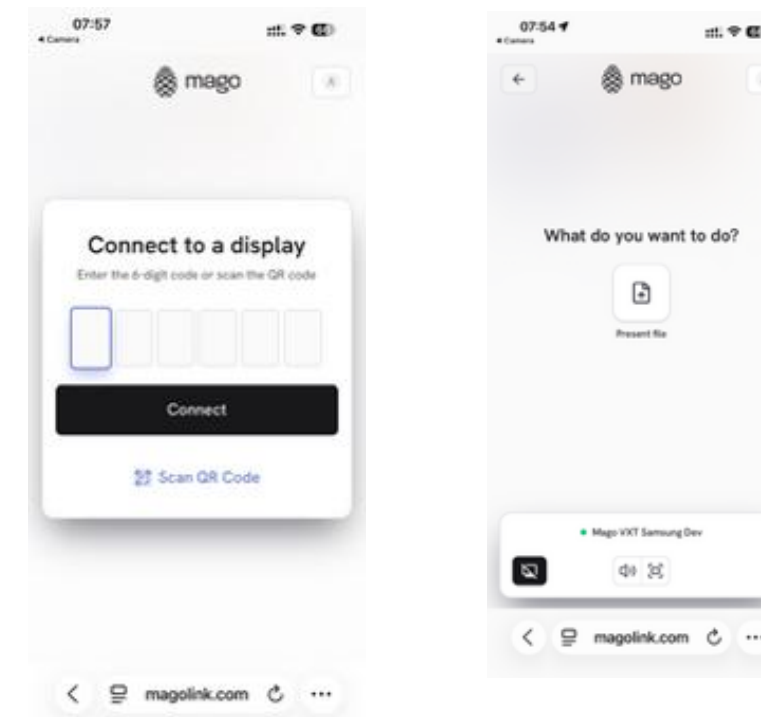 07:57
◀ Camera
mago
Connect to a display
Enter the 6-digit code or scan the QR code
Connect
Scan QR Code
magolink.com
07:54
◀ Camera
mago
What do you want to do?
Present file
Mago VXT Samsung Dev
magolink.com